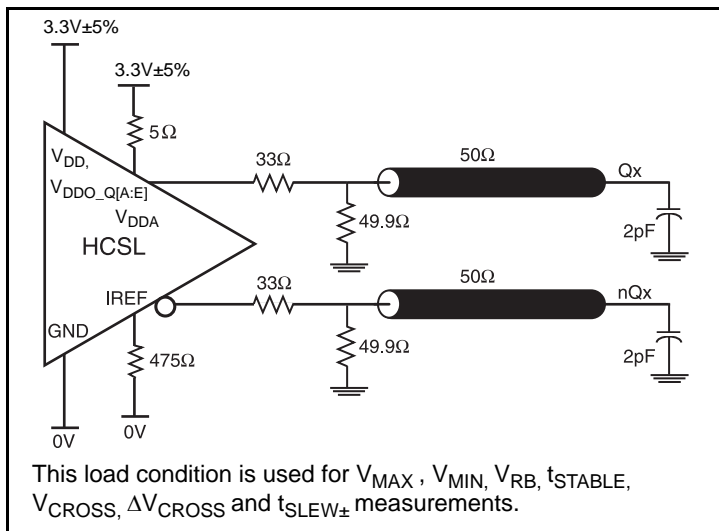 3.3V±5%
3.3V±5%
5Ω
33Ω
50Ω
Qx
VDD,
VDDO_Q[A:E]
VDDA
49.9Ω
2pF
HCSL
IREF
33Ω
50Ω
nQx
GND
49.9Ω
2pF
475Ω
0V
0V
This load condition is used for VMAX , VMIN, VRB, tSTABLE,
VCROSS, ΔVCROSS and tSLEW± measurements.